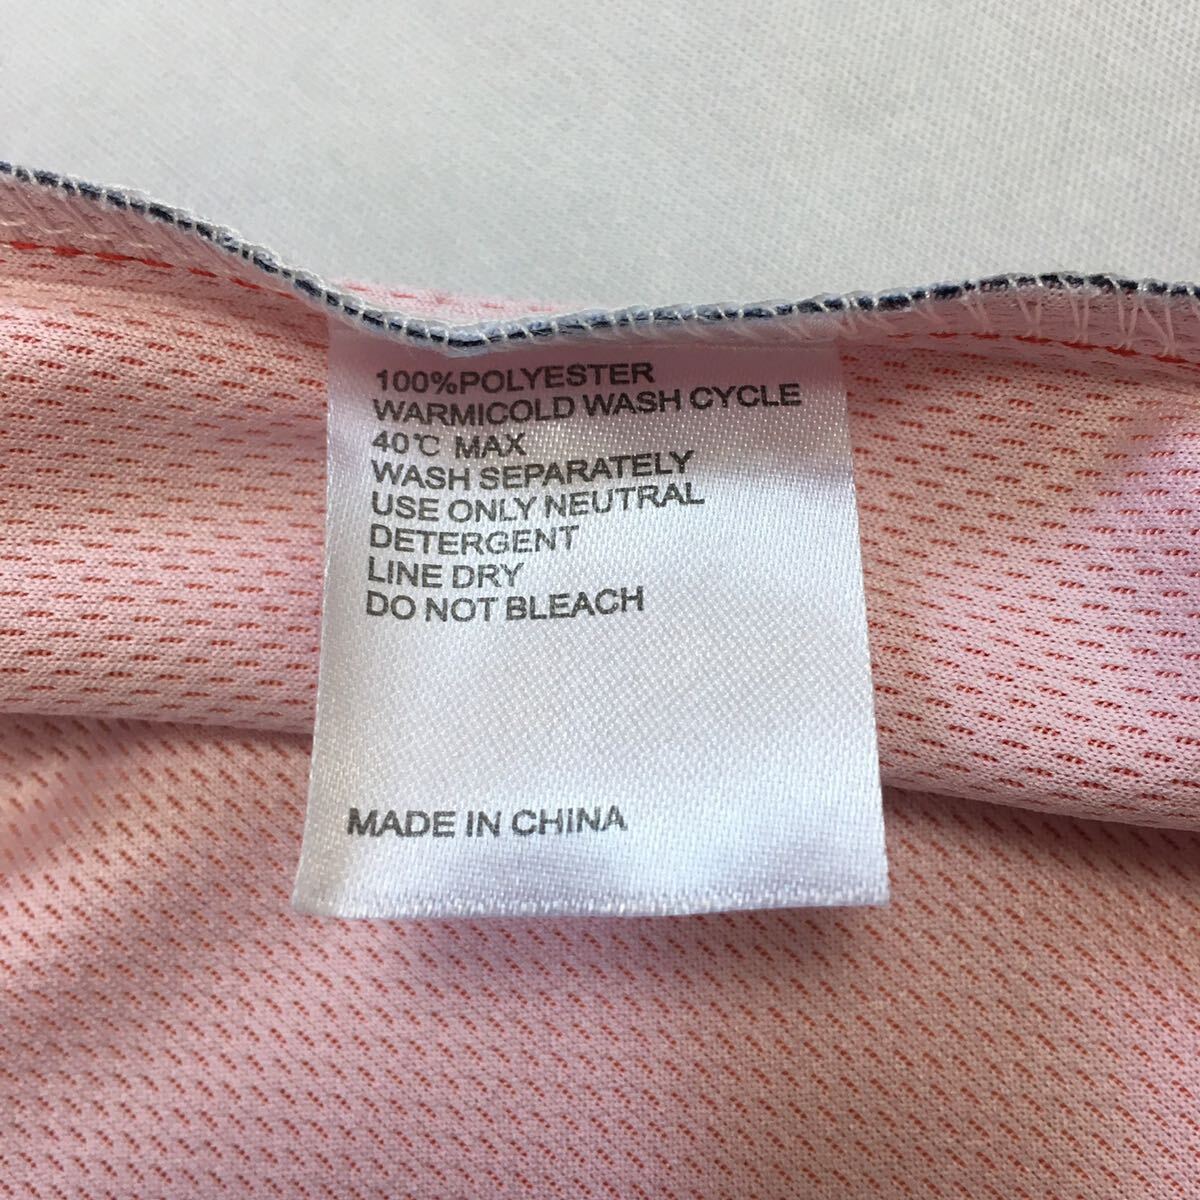 100%POLYESTER
WARMICOLD WASH CYCLE
40℃ MAX
WASH SEPARATELY
USE ONLY NEUTRAL
DETERGENT
LINE DRY
DO NOT BLEACH
MADE IN CHINA